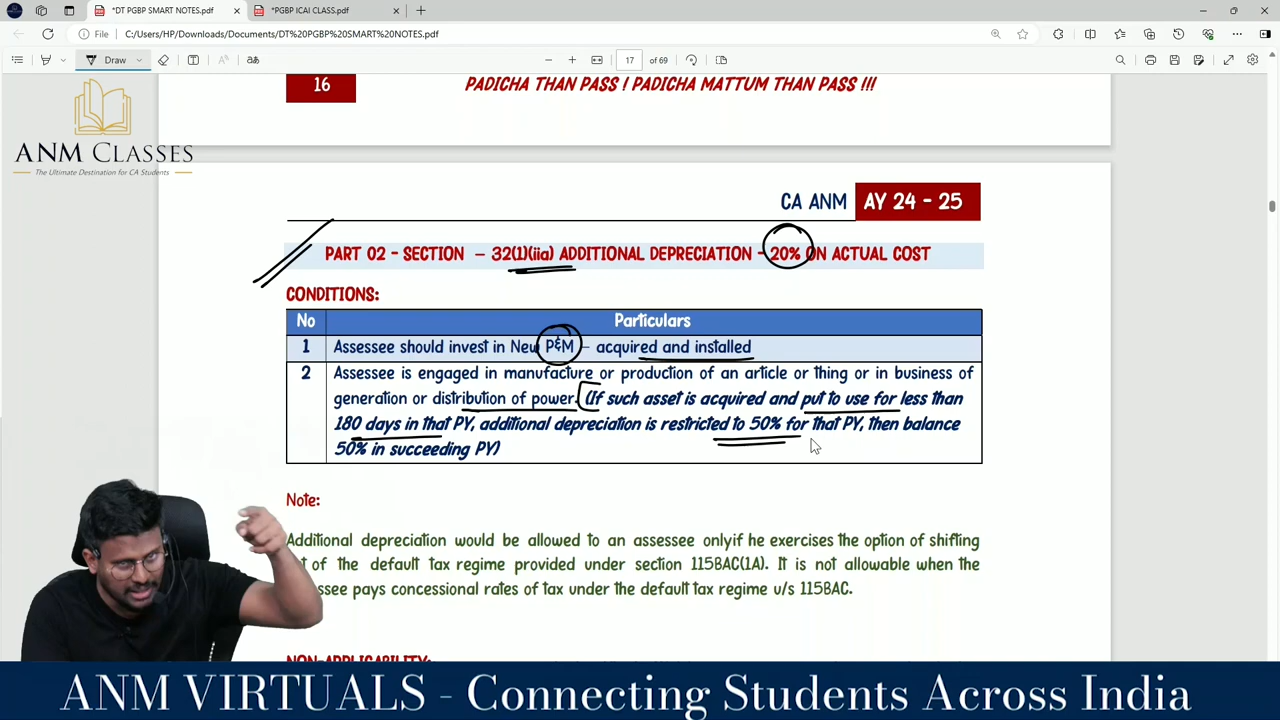 *DT PGBP SMART NOTES.pdf
*PGBP ICAI CLASS.pdf
File
C:/Users/HP/Downloads/Documents/DT%20PGBP%20SMART%20NOTES.pdf
Draw
17 of 69
16
PADICHA THAN PASS ! PADICHA MATTUM THAN PASS !!!
ANM CLASSES
The Ultimate Destination for CA Students
CA ANM AY 24 - 25
PART 02 - SECTION – 32(1)(iia) ADDITIONAL DEPRECIATION - 20% ON ACTUAL COST
CONDITIONS:
No Particulars
1 Assessee should invest in New P&M – acquired and installed
2 Assessee is engaged in manufacture or production of an article or thing or in business of
generation or distribution of power. (If such asset is acquired and put to use for less than
180 days in that PY, additional depreciation is restricted to 50% for that PY, then balance
50% in succeeding PY)
Note:
Additional depreciation would be allowed to an assessee onlyif he exercises the option of shifting
of the default tax regime provided under section 115BAC(1A). It is not allowable when the
pays concessional rates of tax under the default tax regime u/s 115BAC.
NON-APPLICABILITY:
ANM VIRTUALS - Connecting Students Across India